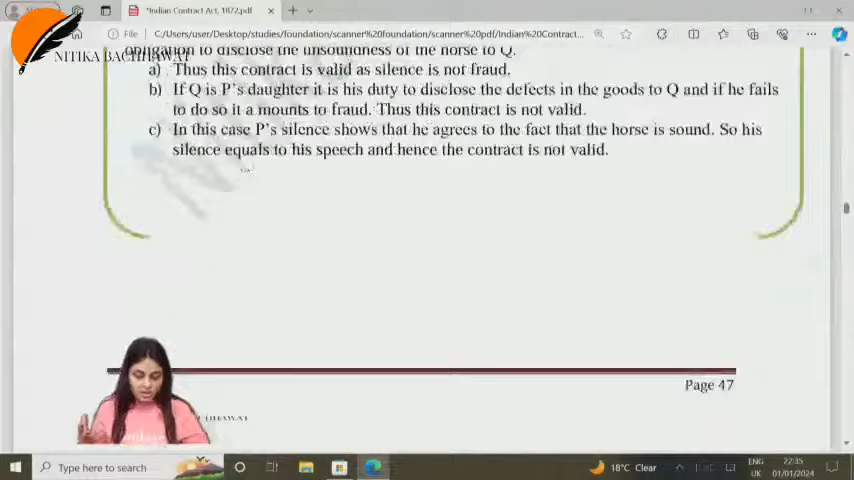 *Indian Contract Act, 1872.pdf
File C:/Users/user/Desktop/studies/foundation/scanner%20foundation/scanner%20pdf/Indian%20Contract...
NITIKA BACHHAWAT
obligation to disclose the unsoundness of the horse to Q.
a) Thus this contract is valid as silence is not fraud.
b) If Q is P's daughter it is his duty to disclose the defects in the goods to Q and if he fails
to do so it a mounts to fraud. Thus this contract is not valid.
c) In this case P's silence shows that he agrees to the fact that the horse is sound. So his
silence equals to his speech and hence the contract is not valid.
Page 47
Type here to search
18°C Clear
ENG
UK
22:35
01/01/2024